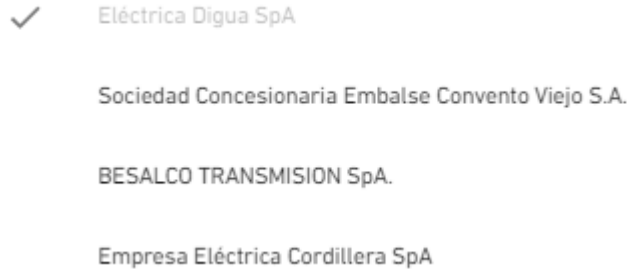 Eléctrica Digua SpA
Sociedad Concesionaria Embalse Convento Viejo S.A.
BESALCO TRANSMISION SpA.
Empresa Eléctrica Cordillera SpA